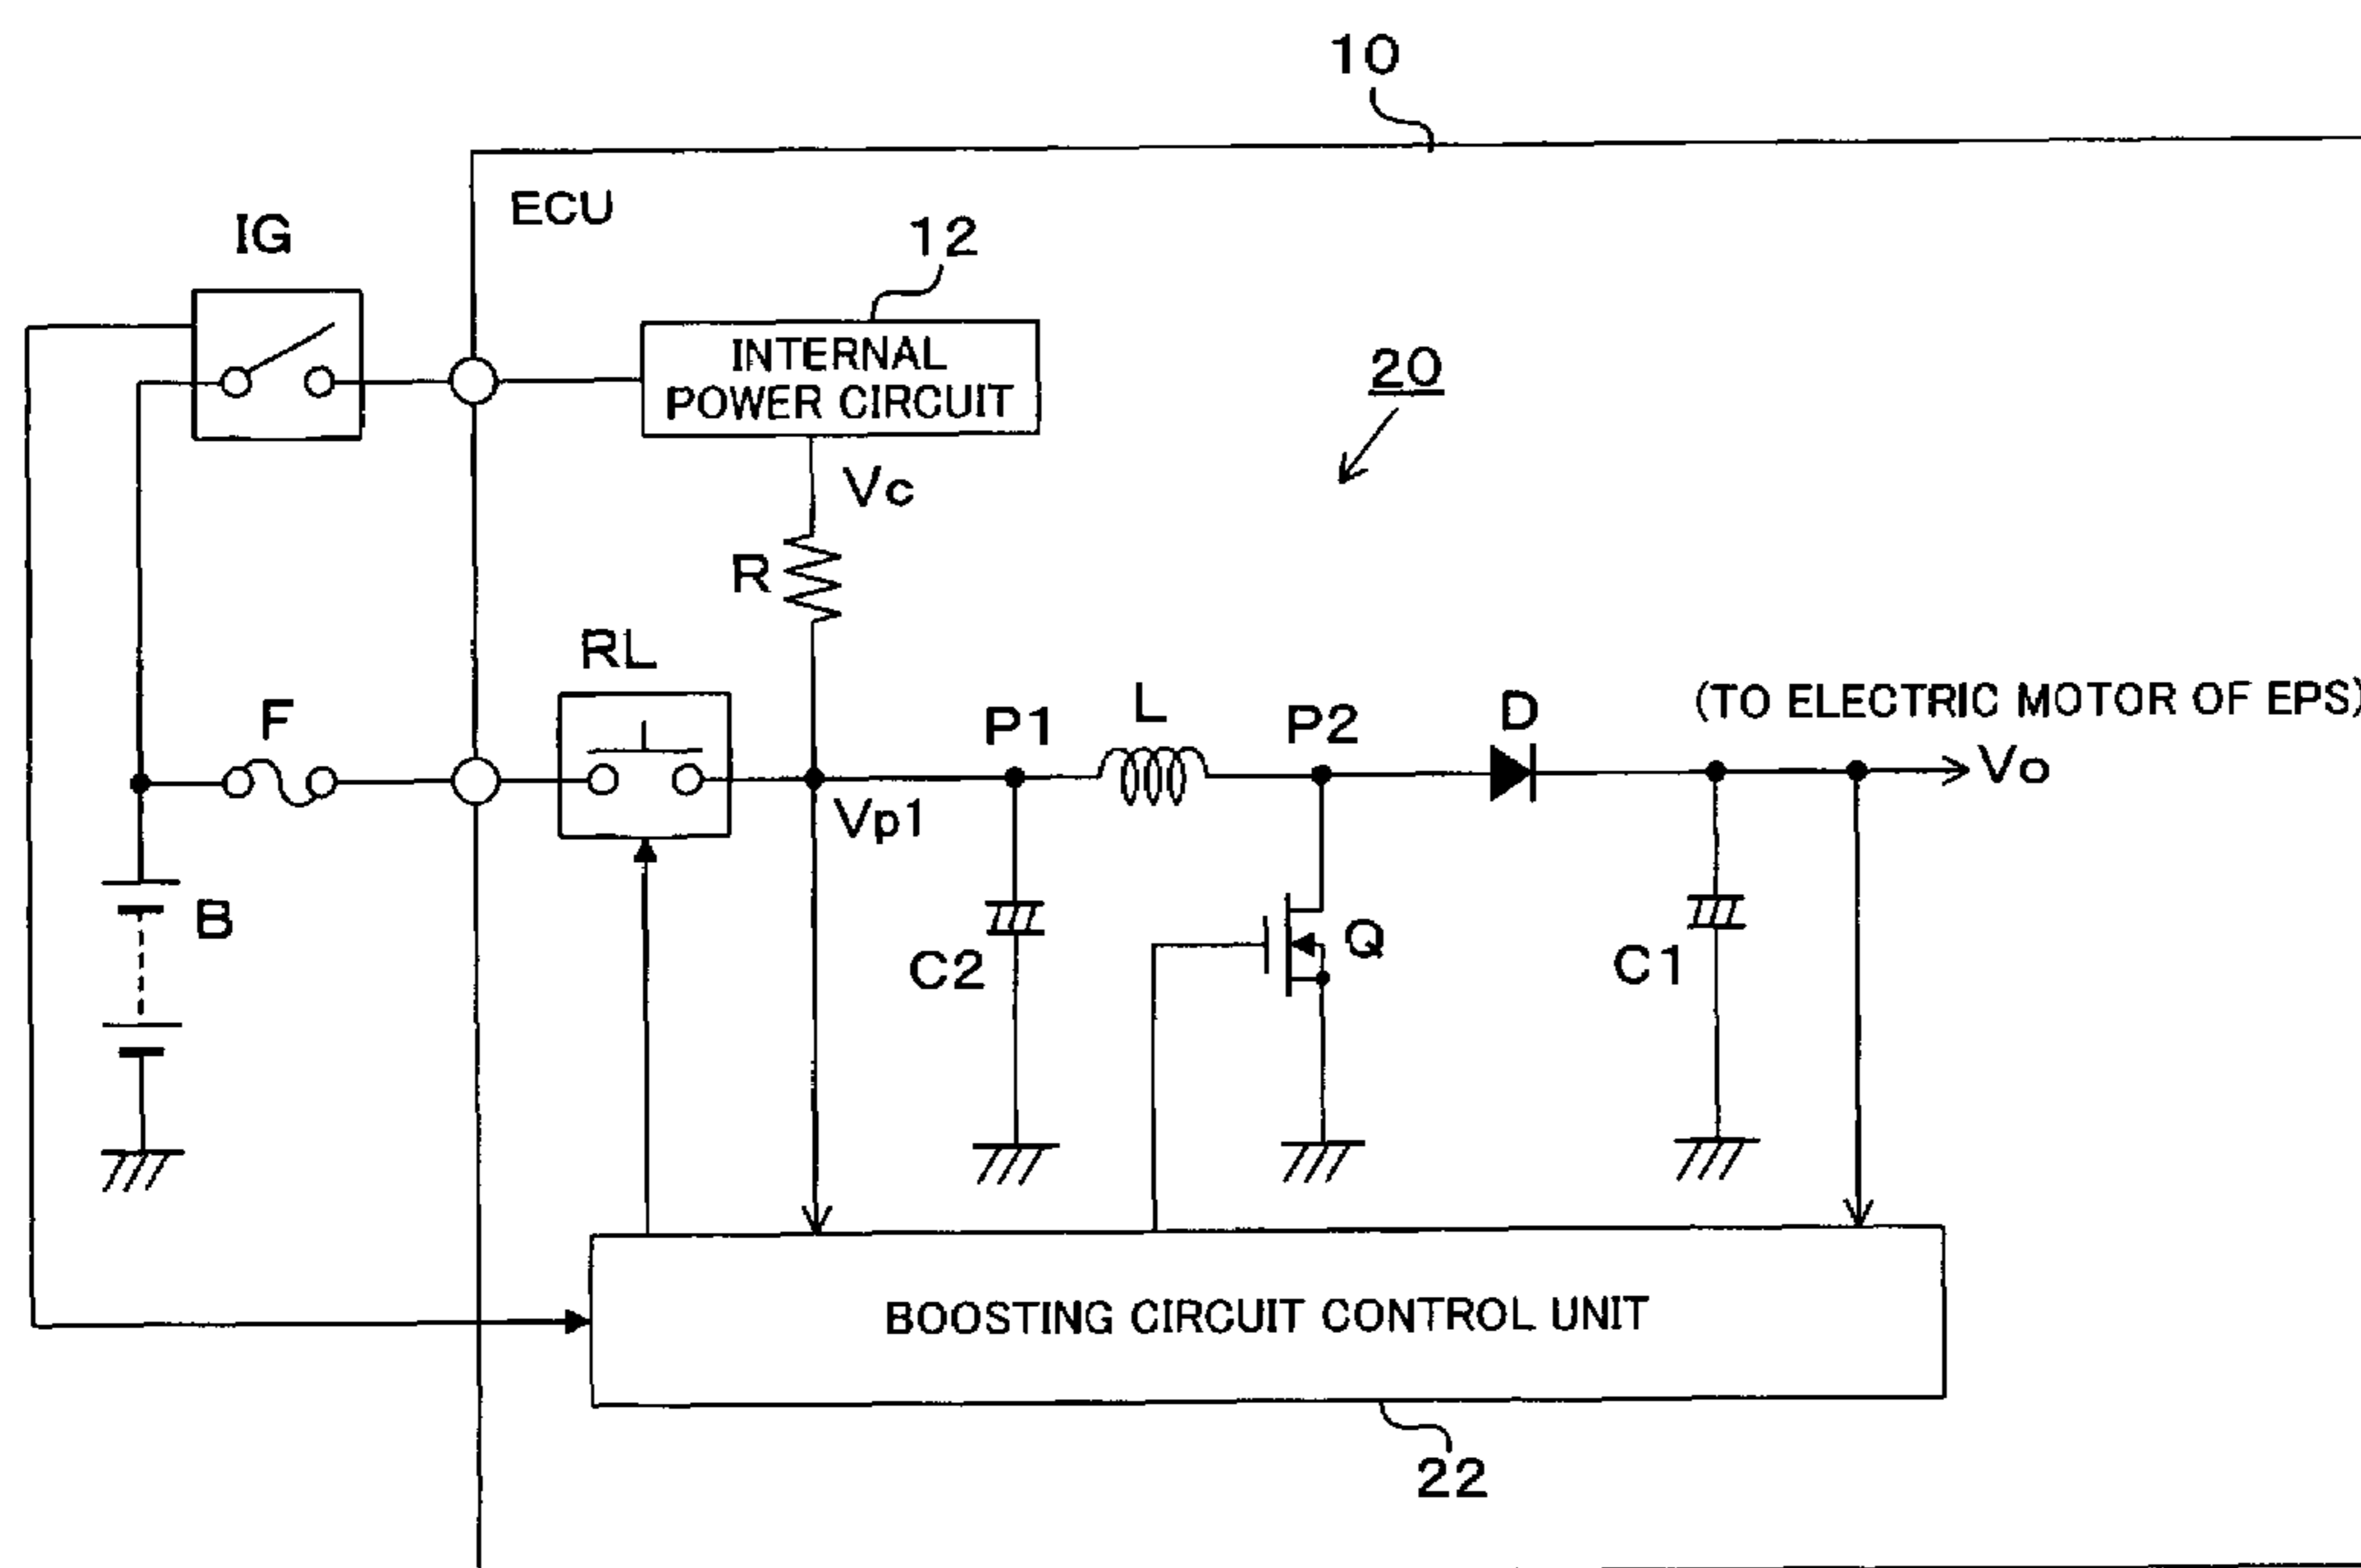 10
ECU
IG
12
INTERNAL
POWER CIRCUIT
20
Vc
R
RL
F
P1
L
P2
D
(TO ELECTRIC MOTOR OF EPS)
Vo
Vp1
B
C2
Q
C1
BOOSTING CIRCUIT CONTROL UNIT
22